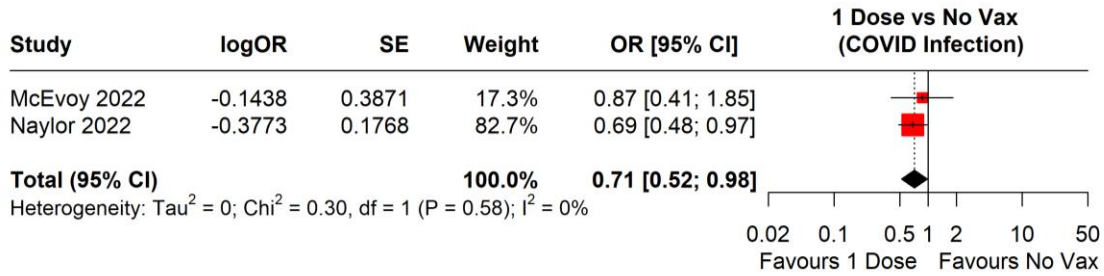 1 Dose vs No Vax
Study logOR SE Weight OR [95% CI] (COVID Infection)
McEvoy 2022 -0.1438 0.3871 17.3% 0.87 [0.41; 1.85]
Naylor 2022 -0.3773 0.1768 82.7% 0.69 [0.48; 0.97]
Total (95% CI) 100.0% 0.71 [0.52; 0.98]
Heterogeneity: Tau² = 0; Chi² = 0.30, df = 1 (P = 0.58); I² = 0%
0.02 0.1 0.5 1 2 10 50
Favours 1 Dose Favours No Vax